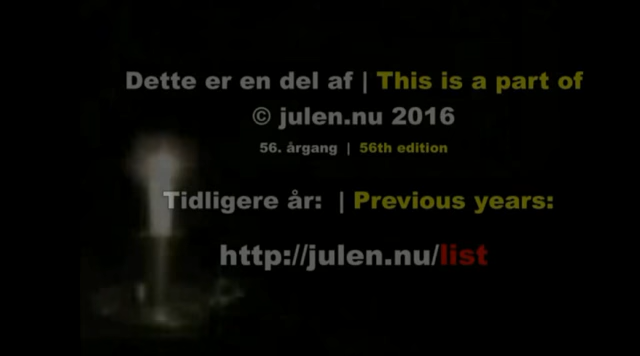 Dette er en del af | This is a part of
© julen.nu 2016
56. årgang | 56th edition
Tidligere år: | Previous years:
http://julen.nu/list